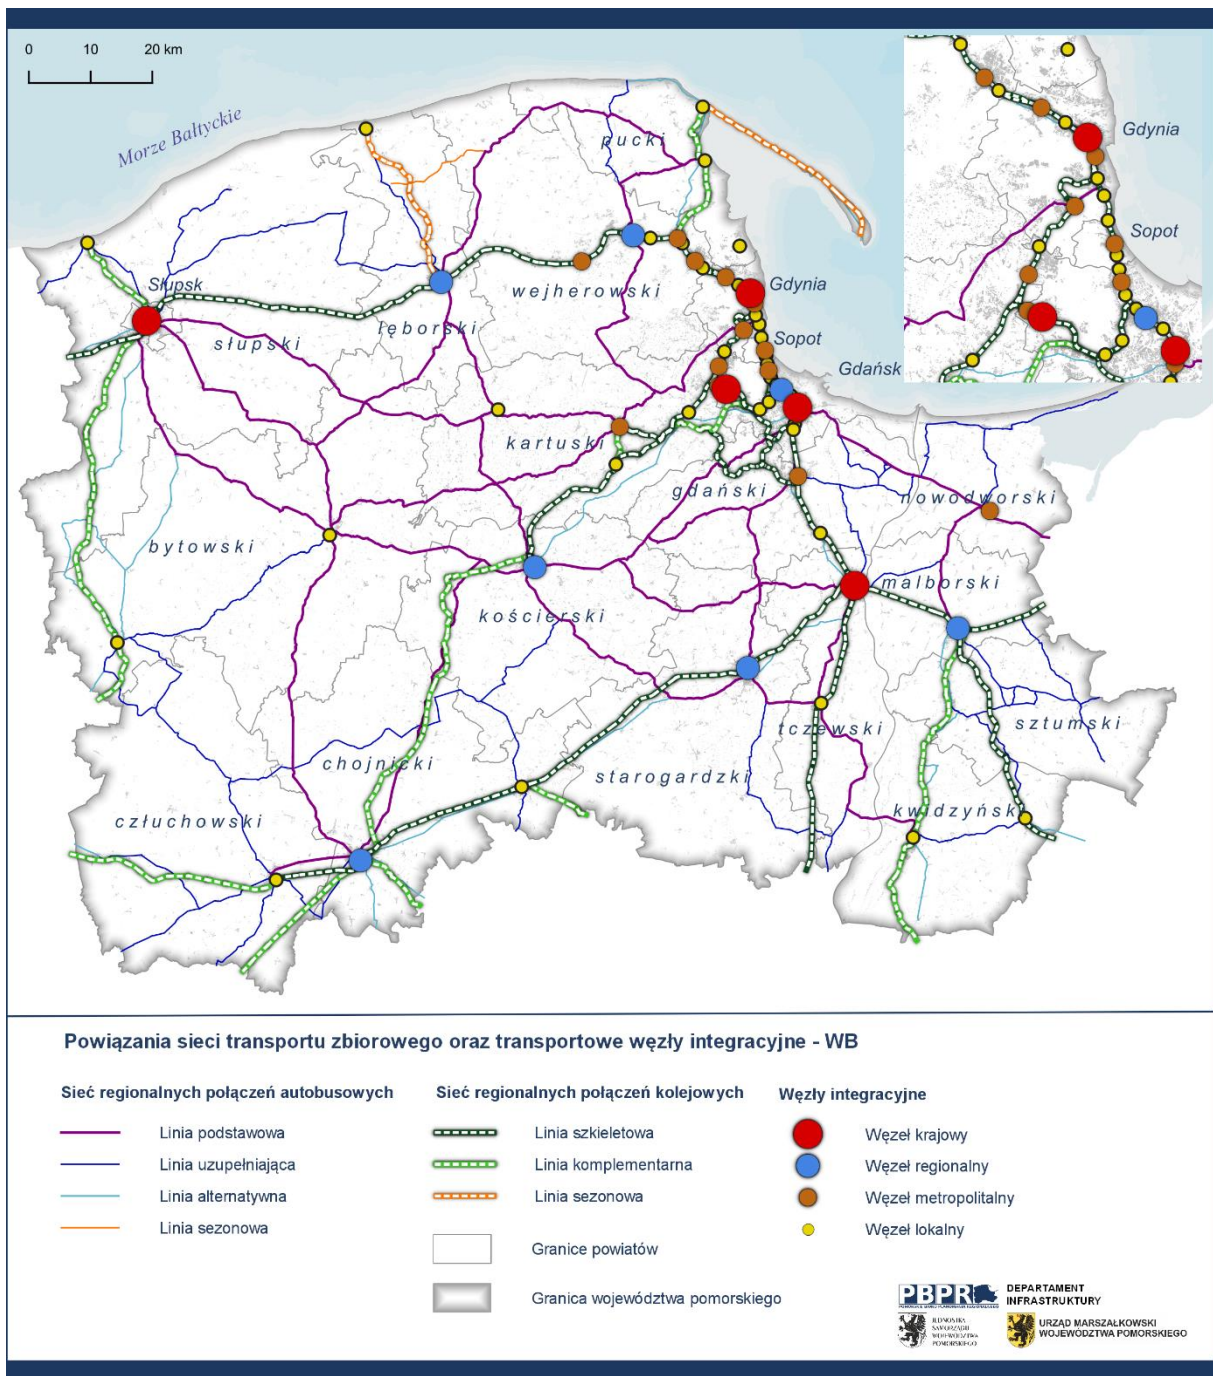 0 10 20 km
Morze Bałtyckie
Gdynia
Sopot
pucki
Gdynia
Słupsk
wejherowski
lęborski
słupski
Sopot
Gdańsk
kartuski
gdański
nowodworski
bytowski
malborski
kościerski
sztumski
tczewski
chojnicki
starogardzki
człuchowski
kwidzyński
Powiązania sieci transportu zbiorowego oraz transportowe węzły integracyjne - WB
Sieć regionalnych połączeń autobusowych
Linia podstawowa
Linia uzupełniająca
Linia alternatywna
Linia sezonowa
Sieć regionalnych połączeń kolejowych
Linia szkieletowa
Linia komplementarna
Linia sezonowa
Granice powiatów
Granica województwa pomorskiego
Węzły integracyjne
Węzeł krajowy
Węzeł regionalny
Węzeł metropolitalny
Węzeł lokalny
PBPR
JEDNOSTKA
SAMORZĄDU
WOJEWÓDZTWA
POMORSKIEGO
DEPARTAMENT
INFRASTRUKTURY
URZĄD MARSZAŁKOWSKI
WOJEWÓDZTWA POMORSKIEGO